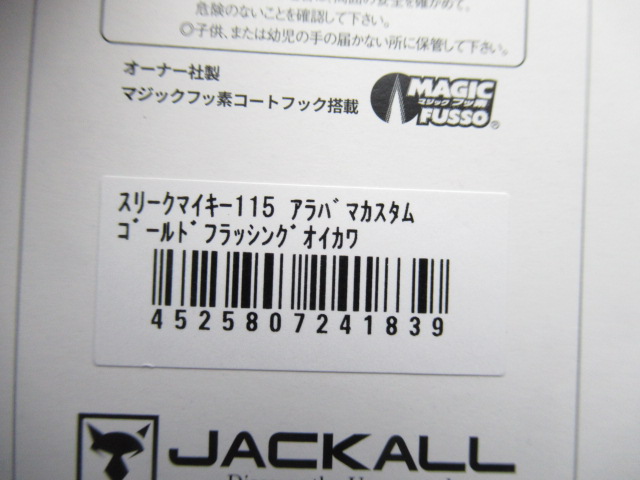 危険のないことを確認して下さい。
◎子供、または幼児の手の届かない所に保管して下さい。
オーナー社製
マジックフッ素コートフック搭載
MAGIC
マジックフッ素
FUSSO®
ｽﾘｰｸﾏｲｷｰ115 ｱﾗﾊﾞﾏｶｽﾀﾑ
ｺﾞｰﾙﾄﾞﾌﾗｯｼﾝｸﾞｵｲｶﾜ
4525807241839
JACKALL